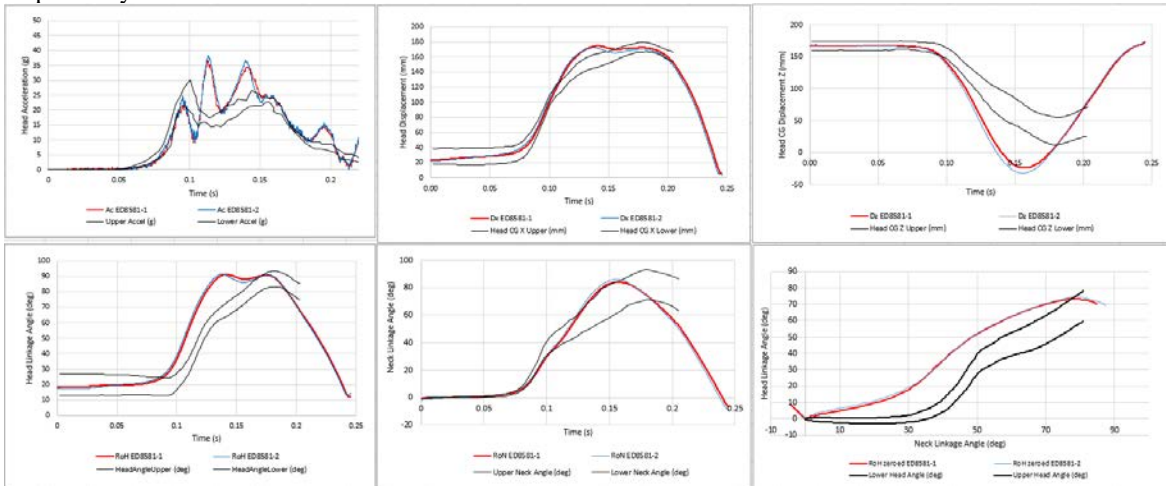 Head Acceleration (g)
50
45
40
35
30
25
20
15
10
5
0
0
0.05
0.1
0.15
0.2
Time (s)
Ac ED8581-1
Ac ED8581-2
Upper Accel (g)
Lower Accel (g)
Head Displacement (mm)
200
180
160
140
120
100
80
60
40
20
0
0.00
0.05
0.10
0.15
0.20
0.25
Time (s)
Dx ED8581-1
Dx ED8581-2
Head CG X Upper (mm)
Head CG X Lower (mm)
Head CG Diplacement Z (mm)
200
150
100
50
0
-50
0.00
0.05
0.10
0.15
0.20
0.25
Time (s)
Dz ED8581-1
Dz ED8581-2
Head CG Z Upper (mm)
Head CG Z Lower (mm)
Head Linkage Angle (deg)
100
90
80
70
60
50
40
30
20
10
0
0
0.05
0.1
0.15
0.2
0.25
Time (s)
RoH ED8581-1
RoH ED8581-2
HeadAngleUpper (deg)
HeadAngleLower (deg)
Neck Linkage Angle (deg)
100
80
60
40
20
0
-20
0
0.05
0.1
0.15
0.2
0.25
Time (s)
RoN ED8581-1
RoN ED8581-2
Upper Neck Angle (deg)
Lower Neck Angle (deg)
Head Linkage Angle (deg)
90
80
70
60
50
40
30
20
10
0
-10
-10
10
30
50
70
90
Neck Linkage Angle (deg)
RoH zeroed ED8581-1
RoH zeroed ED8581-2
Lower Head Angle (deg)
Upper Head Angle (deg)